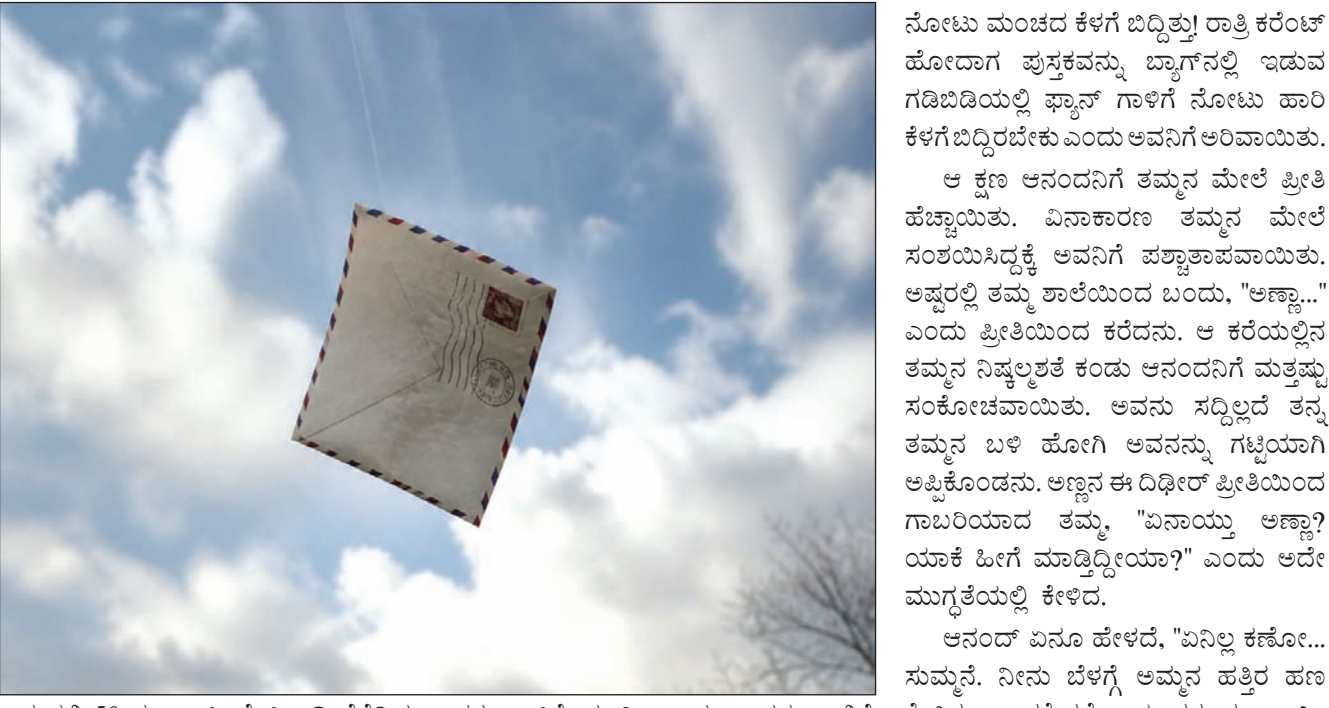 ನೋಟು ಮಂಚದ ಕೆಳಗೆ ಬಿದ್ದಿತ್ತು! ರಾತ್ರಿ ಕರೆಂಟ್
ಹೋದಾಗ ಪುಸ್ತಕವನ್ನು ಬ್ಯಾಗ್‌ನಲ್ಲಿ ಇಡುವ
ಗಡಿಬಿಡಿಯಲ್ಲಿ ಫ್ಯಾನ್ ಗಾಳಿಗೆ ನೋಟು ಹಾರಿ
ಕೆಳಗೆ ಬಿದ್ದಿರಬೇಕು ಎಂದು ಅವನಿಗೆ ಅರಿವಾಯಿತು.
ಆ ಕ್ಷಣ ಆನಂದನಿಗೆ ತಮ್ಮನ ಮೇಲೆ ಪ್ರೀತಿ
ಹೆಚ್ಚಾಯಿತು. ವಿನಾಕಾರಣ ತಮ್ಮನ ಮೇಲೆ
ಸಂಶಯಿಸಿದ್ದಕ್ಕೆ ಅವನಿಗೆ ಪಶ್ಚಾತಾಪವಾಯಿತು.
ಅಷ್ಟರಲ್ಲಿ ತಮ್ಮ ಶಾಲೆಯಿಂದ ಬಂದು, "ಅಣ್ಣಾ..."
ಎಂದು ಪ್ರೀತಿಯಿಂದ ಕರೆದನು. ಆ ಕರೆಯಲ್ಲಿನ
ತಮ್ಮನ ನಿಷ್ಕಲ್ಮಶತೆ ಕಂಡು ಆನಂದನಿಗೆ ಮತ್ತಷ್ಟು
ಸಂಕೋಚವಾಯಿತು. ಅವನು ಸದ್ದಿಲ್ಲದೆ ತನ್ನ
ತಮ್ಮನ ಬಳಿ ಹೋಗಿ ಅವನನ್ನು ಗಟ್ಟಿಯಾಗಿ
ಅಪ್ಪಿಕೊಂಡನು. ಅಣ್ಣನ ಈ ದಿಢೀರ್ ಪ್ರೀತಿಯಿಂದ
ಗಾಬರಿಯಾದ ತಮ್ಮ, "ಏನಾಯ್ತು ಅಣ್ಣಾ?
ಯಾಕೆ ಹೀಗೆ ಮಾಡ್ತಿದ್ದೀಯಾ?" ಎಂದು ಅದೇ
ಮುಗ್ಧತೆಯಲ್ಲಿ ಕೇಳಿದ.
ಆನಂದ್ ಏನೂ ಹೇಳದೆ, "ಏನಿಲ್ಲ ಕಣೋ...
ಸುಮ್ಮನೆ. ನೀನು ಬೆಳಗ್ಗೆ ಅಮ್ಮನ ಹತ್ತಿರ ಹಣ